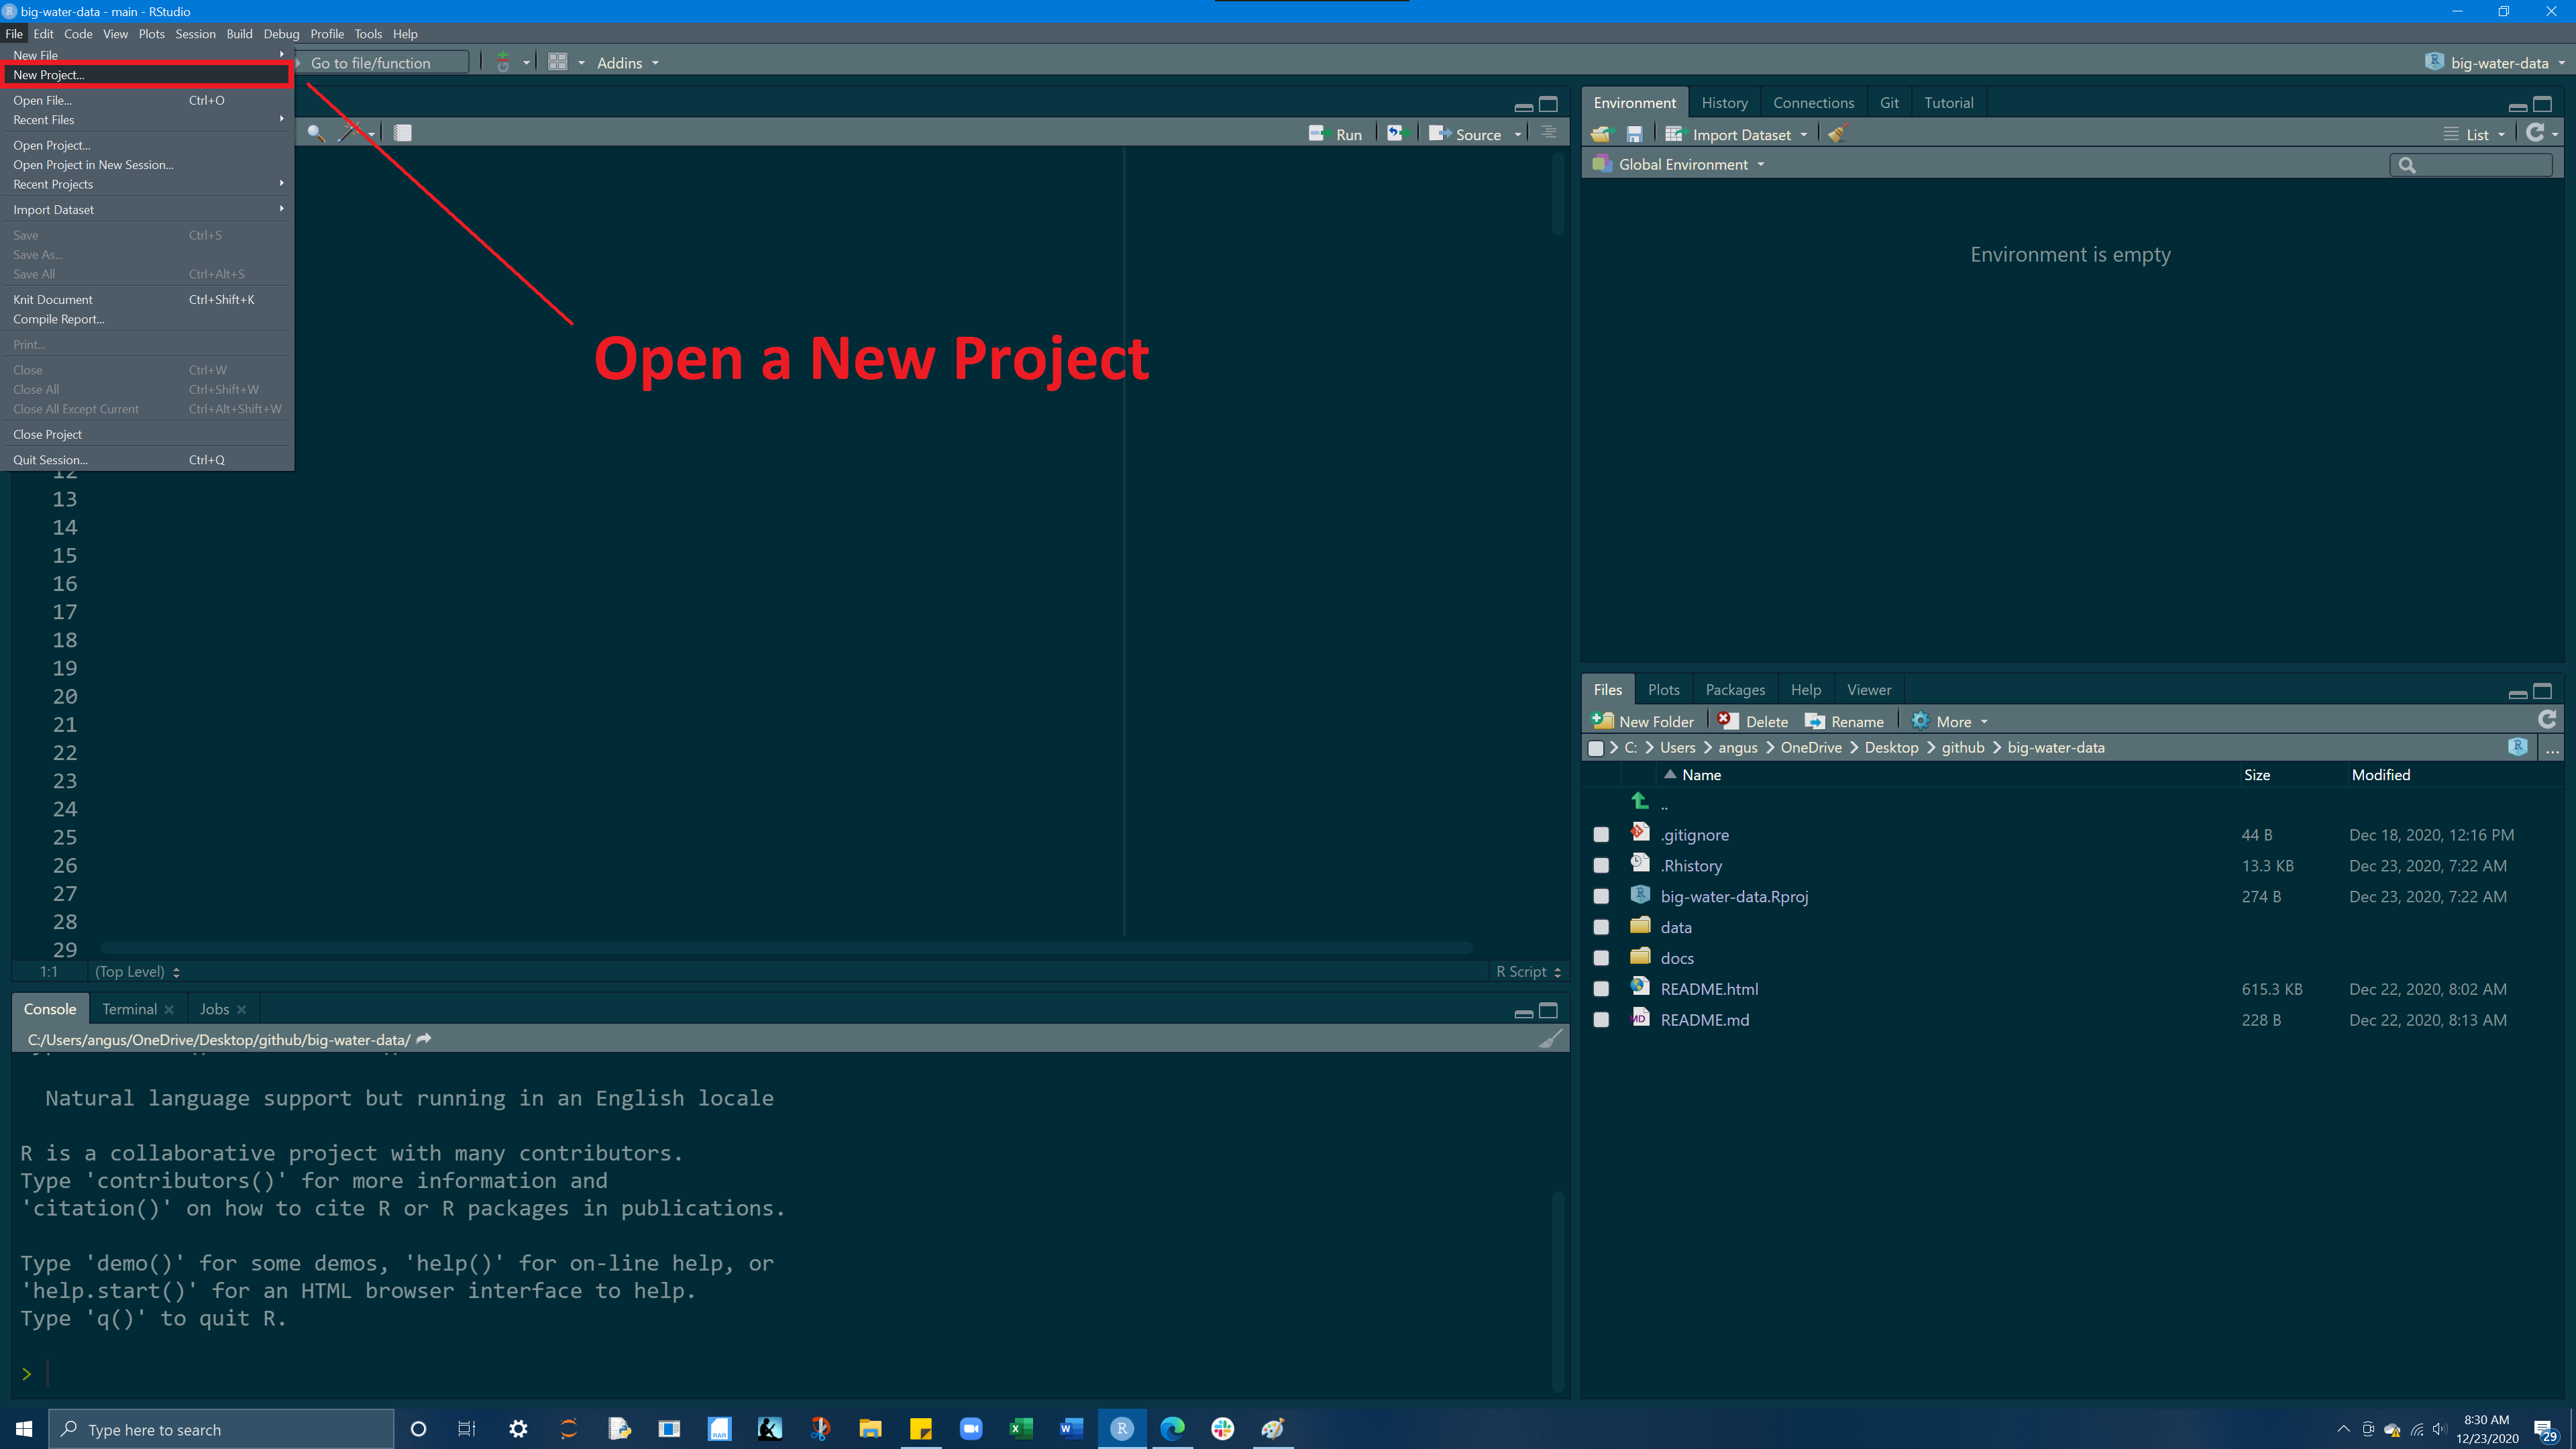 big-water-data - main - RStudio
File Edit Code View Plots Session Build Debug Profile Tools Help
New File
New Project...
Open File... Ctrl+O
Recent Files
Open Project...
Open Project in New Session...
Recent Projects
Import Dataset
Save Ctrl+S
Save As...
Save All Ctrl+Alt+S
Knit Document Ctrl+Shift+K
Compile Report...
Print...
Close Ctrl+W
Close All Ctrl+Shift+W
Close All Except Current Ctrl+Alt+Shift+W
Close Project
Quit Session... Ctrl+Q
Go to file/function Addins big-water-data
Run Source
Open a New Project
12
13
14
15
16
17
18
19
20
21
22
23
24
25
26
27
28
29
1:1 (Top Level) R Script
Console Terminal Jobs
C:/Users/angus/OneDrive/Desktop/github/big-water-data/
Natural language support but running in an English locale
R is a collaborative project with many contributors.
Type 'contributors()' for more information and
'citation()' on how to cite R or R packages in publications.
Type 'demo()' for some demos, 'help()' for on-line help, or
'help.start()' for an HTML browser interface to help.
Type 'q()' to quit R.
>
Environment History Connections Git Tutorial
Import Dataset List
Global Environment
Environment is empty
Files Plots Packages Help Viewer
New Folder Delete Rename More
C: Users angus OneDrive Desktop github big-water-data ...
Name Size Modified
..
.gitignore 44 B Dec 18, 2020, 12:16 PM
.Rhistory 13.3 KB Dec 23, 2020, 7:22 AM
big-water-data.Rproj 274 B Dec 23, 2020, 7:22 AM
data
docs
README.html 615.3 KB Dec 22, 2020, 8:02 AM
README.md 228 B Dec 22, 2020, 8:13 AM
Type here to search
8:30 AM
12/23/2020
29